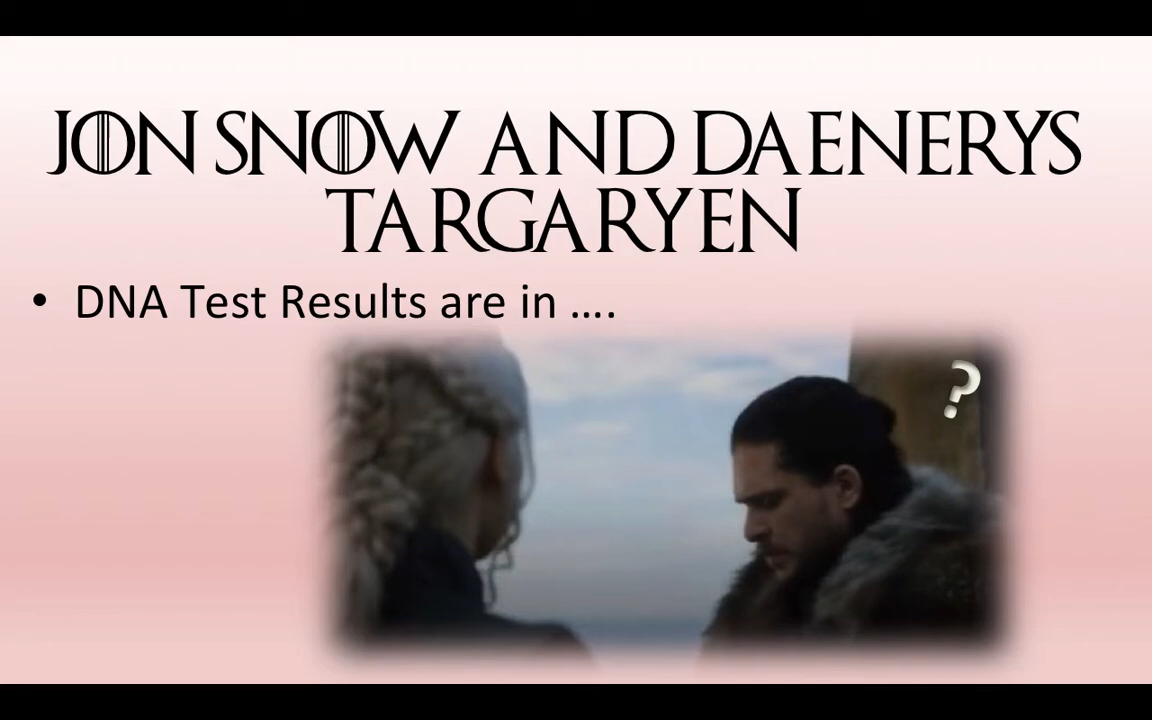 JON SNOW AND DAENERYS
TARGARYEN
• DNA Test Results are in ....
?